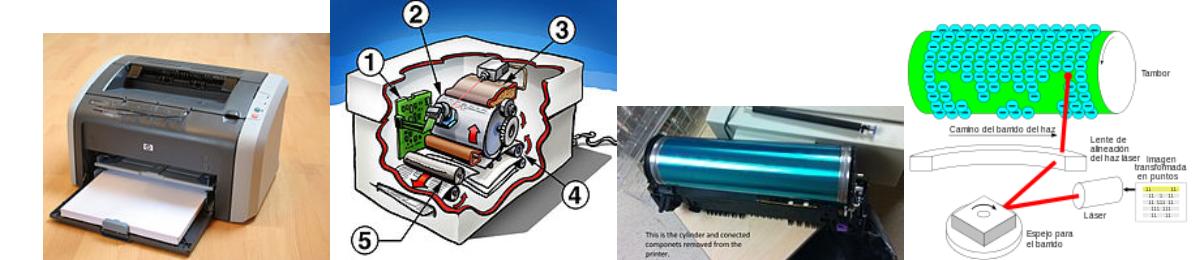 hp
1
2
3
4
5
This is the cylinder and conected
componets removed from the
printer.
Tambor
Camino del barrido del haz
Lente de
alineación
del haz láser
Imagen
transformada
en puntos
Láser
Espejo para
el barrido